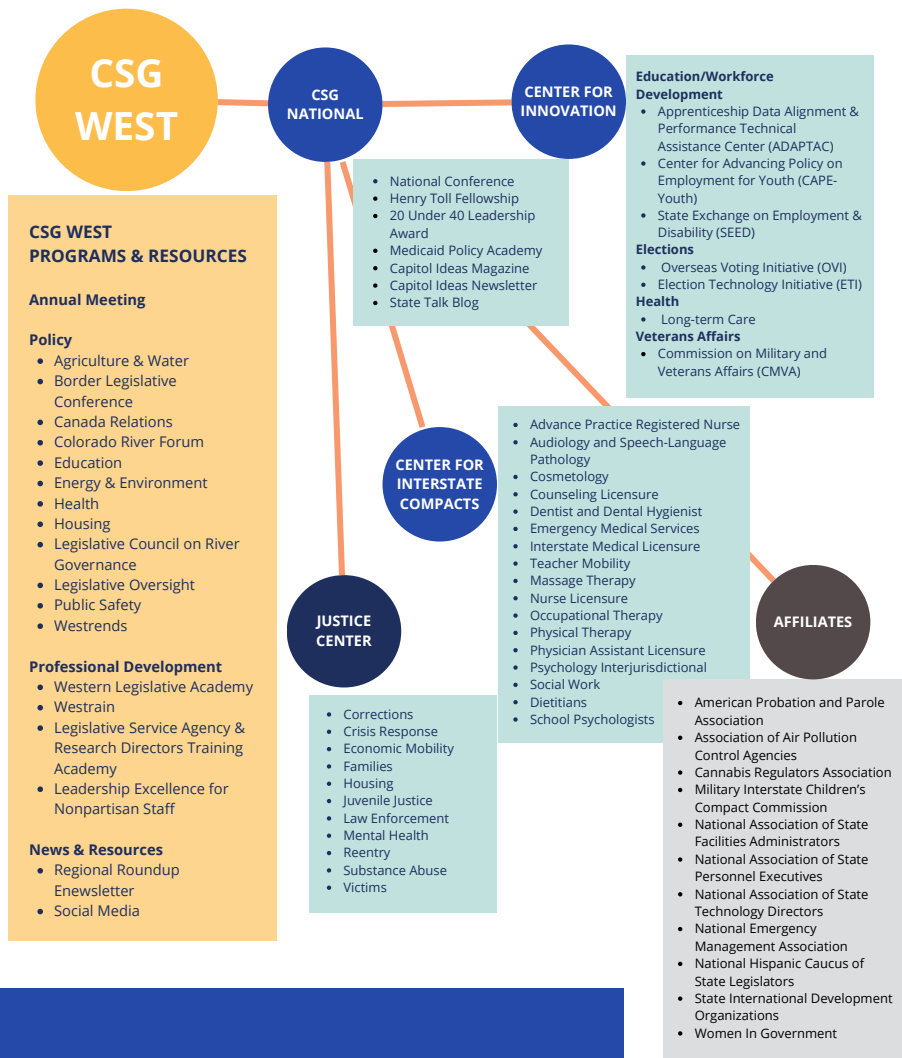 CSG
WEST
CSG
NATIONAL
CENTER FOR
INNOVATION
Education/Workforce
Development
• Apprenticeship Data Alignment &
Performance Technical
Assistance Center (ADAPTAC)
• Center for Advancing Policy on
Employment for Youth (CAPE-
Youth)
• State Exchange on Employment &
Disability (SEED)
Elections
• Overseas Voting Initiative (OVI)
• Election Technology Initiative (ETI)
Health
• Long-term Care
Veterans Affairs
• Commission on Military and
Veterans Affairs (CMVA)
• National Conference
• Henry Toll Fellowship
• 20 Under 40 Leadership
Award
• Medicaid Policy Academy
• Capitol Ideas Magazine
• Capitol Ideas Newsletter
• State Talk Blog
CSG WEST
PROGRAMS & RESOURCES
Annual Meeting
Policy
• Agriculture & Water
• Border Legislative
Conference
• Canada Relations
• Colorado River Forum
• Education
• Energy & Environment
• Health
• Housing
• Legislative Council on River
Governance
• Legislative Oversight
• Public Safety
• Westrends
Professional Development
• Western Legislative Academy
• Westrain
• Legislative Service Agency &
Research Directors Training
Academy
• Leadership Excellence for
Nonpartisan Staff
News & Resources
• Regional Roundup
Enewsletter
• Social Media
CENTER FOR
INTERSTATE
COMPACTS
• Advance Practice Registered Nurse
• Audiology and Speech-Language
Pathology
• Cosmetology
• Counseling Licensure
• Dentist and Dental Hygienist
• Emergency Medical Services
• Interstate Medical Licensure
• Teacher Mobility
• Massage Therapy
• Nurse Licensure
• Occupational Therapy
• Physical Therapy
• Physician Assistant Licensure
• Psychology Interjurisdictional
• Social Work
• Dietitians
• School Psychologists
JUSTICE
CENTER
• Corrections
• Crisis Response
• Economic Mobility
• Families
• Housing
• Juvenile Justice
• Law Enforcement
• Mental Health
• Reentry
• Substance Abuse
• Victims
AFFILIATES
• American Probation and Parole
Association
• Association of Air Pollution
Control Agencies
• Cannabis Regulators Association
• Military Interstate Children’s
Compact Commission
• National Association of State
Facilities Administrators
• National Association of State
Personnel Executives
• National Association of State
Technology Directors
• National Emergency
Management Association
• National Hispanic Caucus of
State Legislators
• State International Development
Organizations
• Women In Government